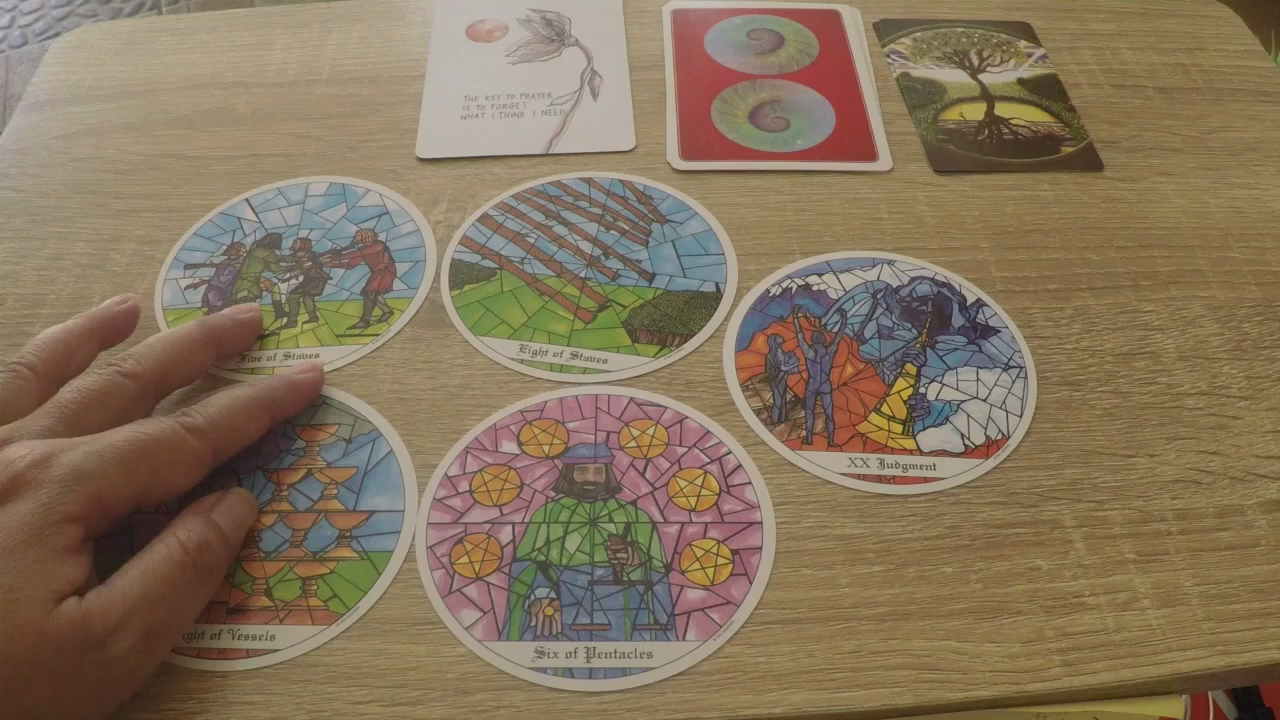 THE KEY TO PRAYER
IS TO FORGET
WHAT I THINK I NEED
Five of Staves
Eight of Staves
XX Judgment
ight of Vessels
Six of Pentacles